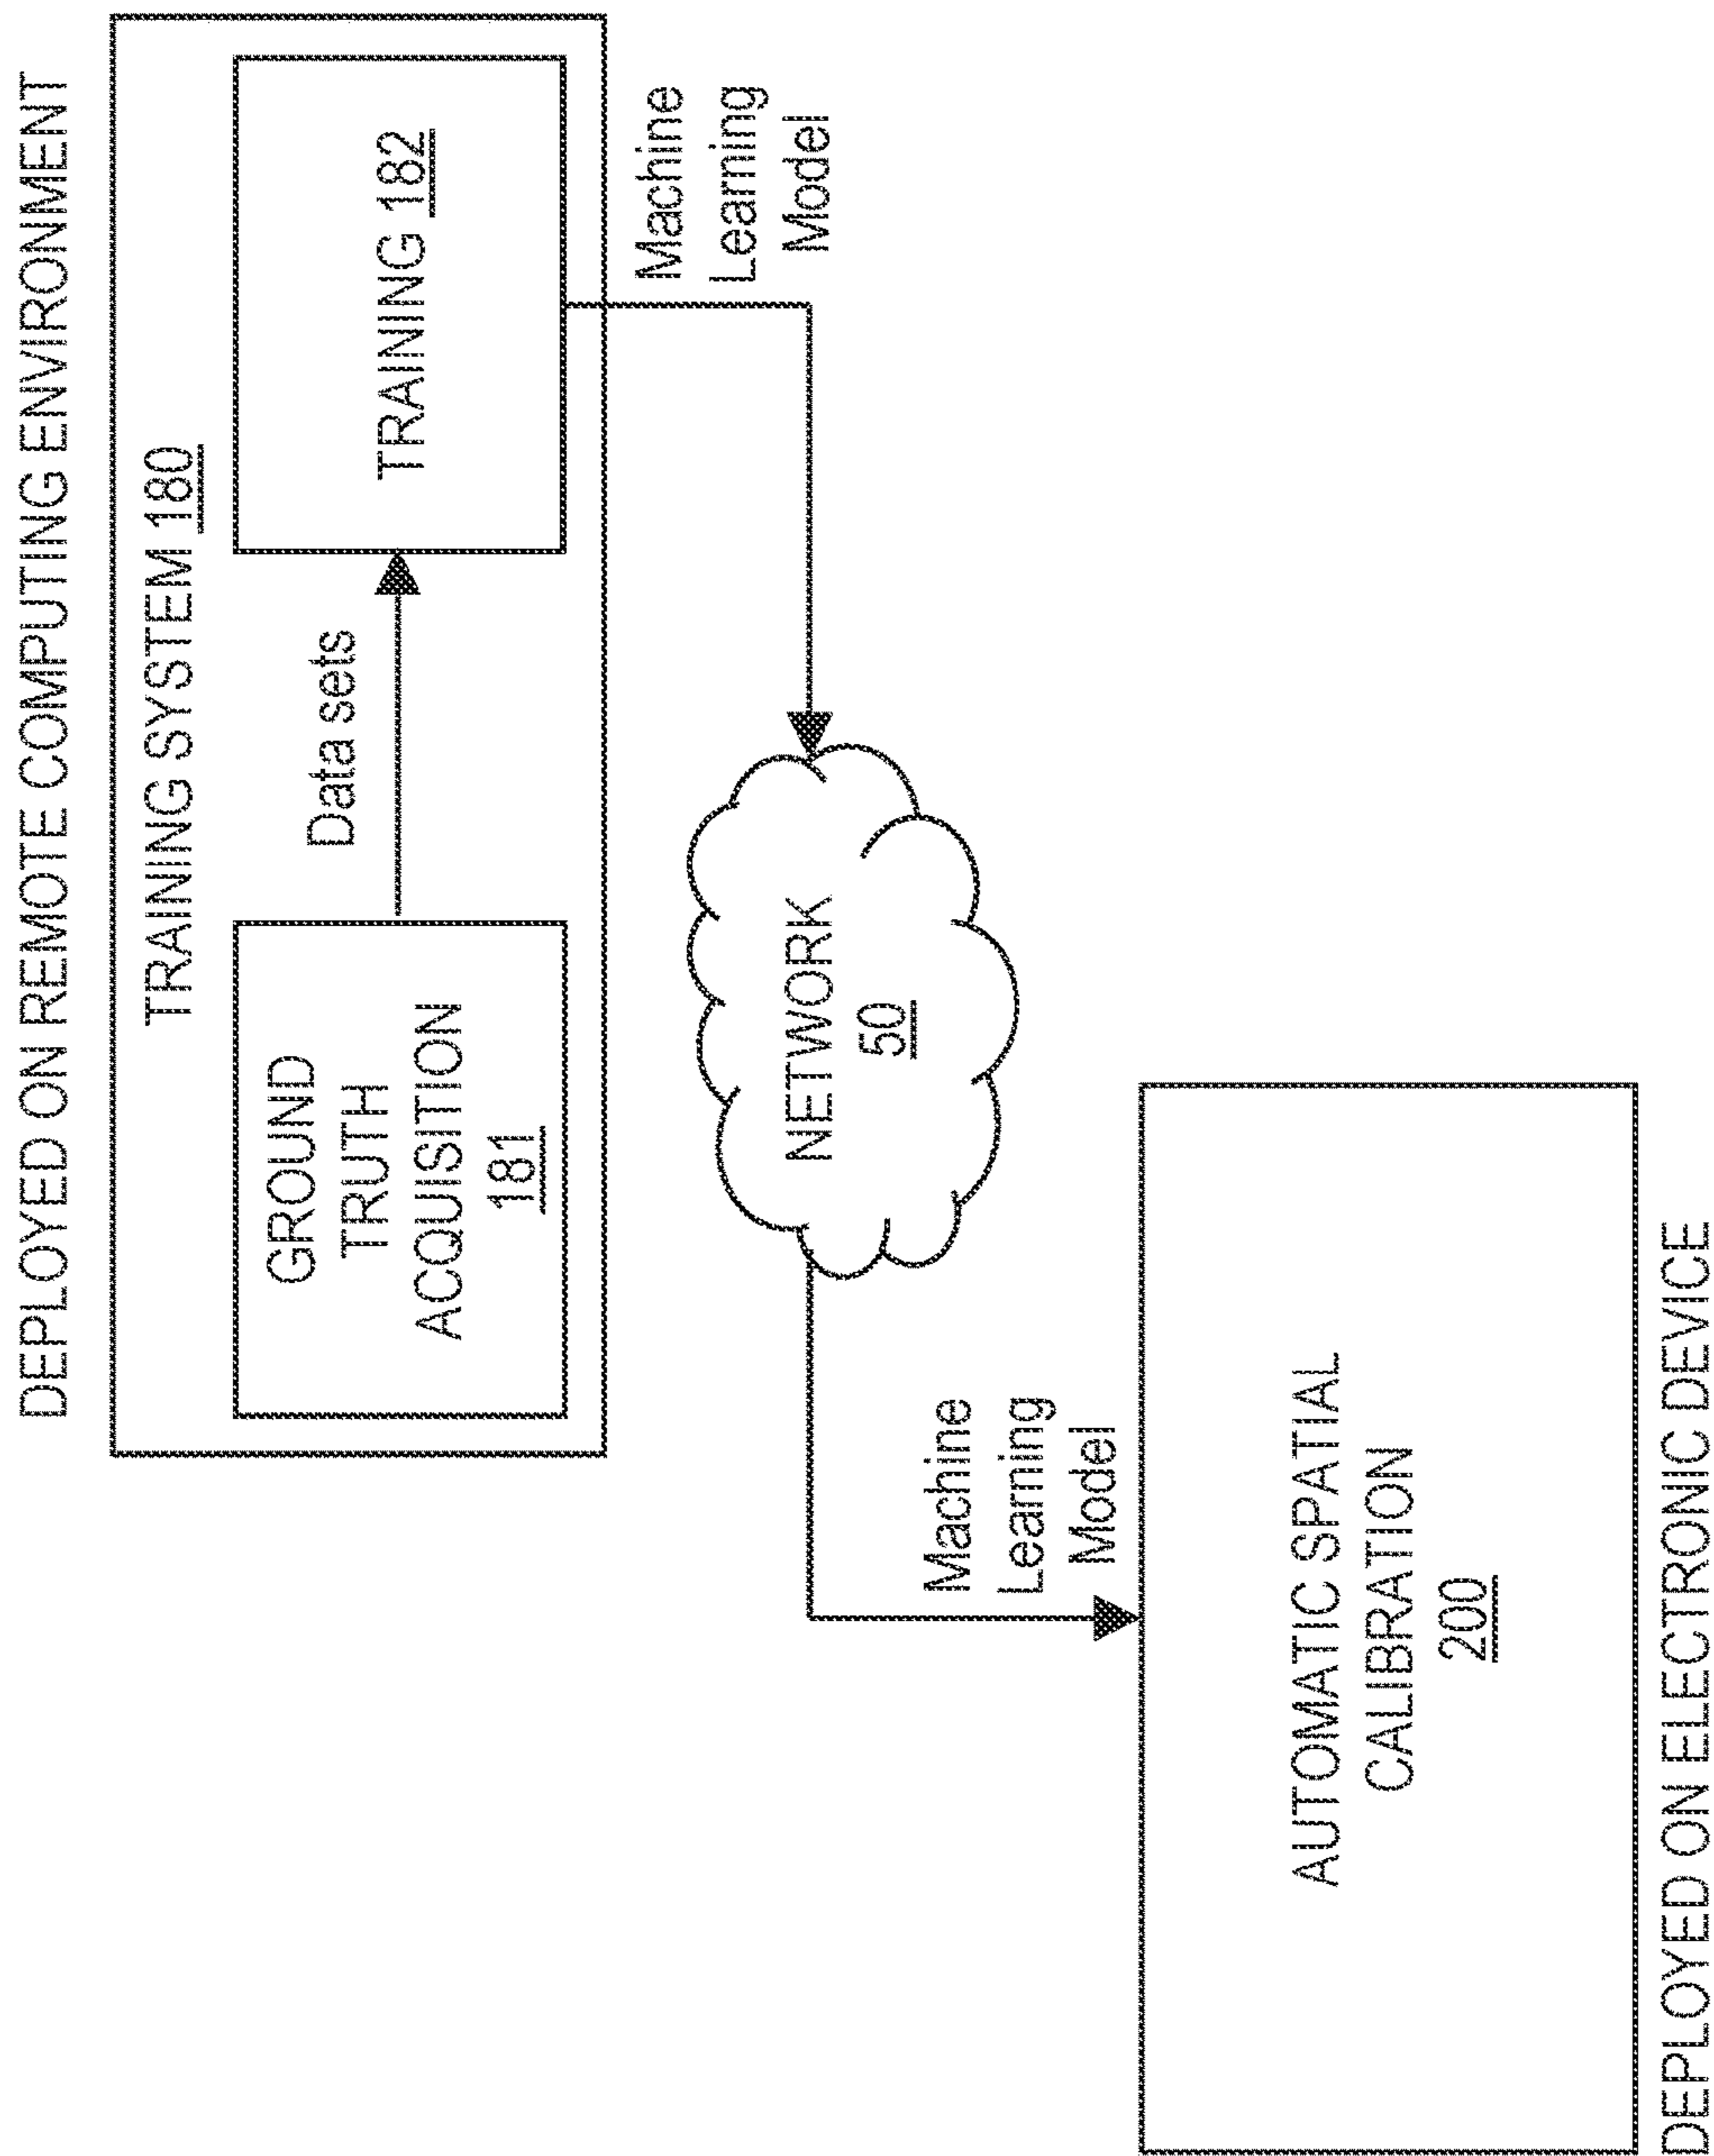 DEPLOYED ON REMOTE COMPUTING ENVIRONMENT
TRAINING SYSTEM 180
GROUND
TRUTH
ACQUISITION
181
Data sets
TRAINING 182
Machine
Learning
Model
NETWORK
50
Machine
Learning
Model
AUTOMATIC SPATIAL
CALIBRATION
200
DEPLOYED ON ELECTRONIC DEVICE